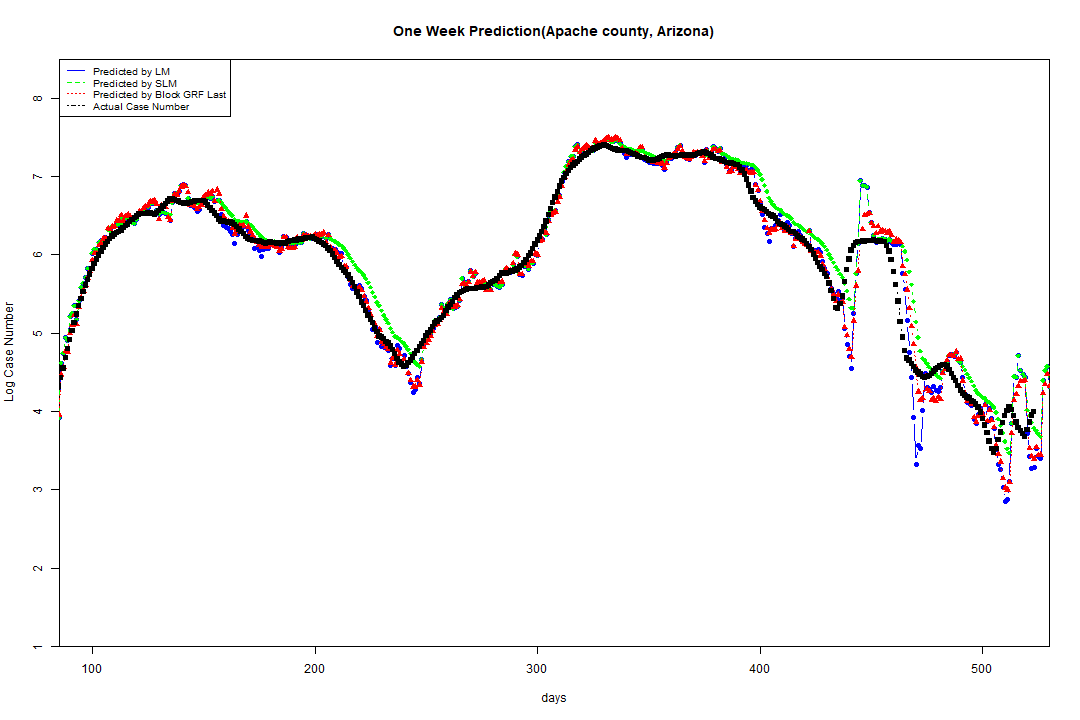 One Week Prediction(Apache county, Arizona)
Predicted by LM
Predicted by SLM
Predicted by Block GRF Last
Actual Case Number
8
7
6
5
4
3
2
1
Log Case Number
100 200 300 400 500
days